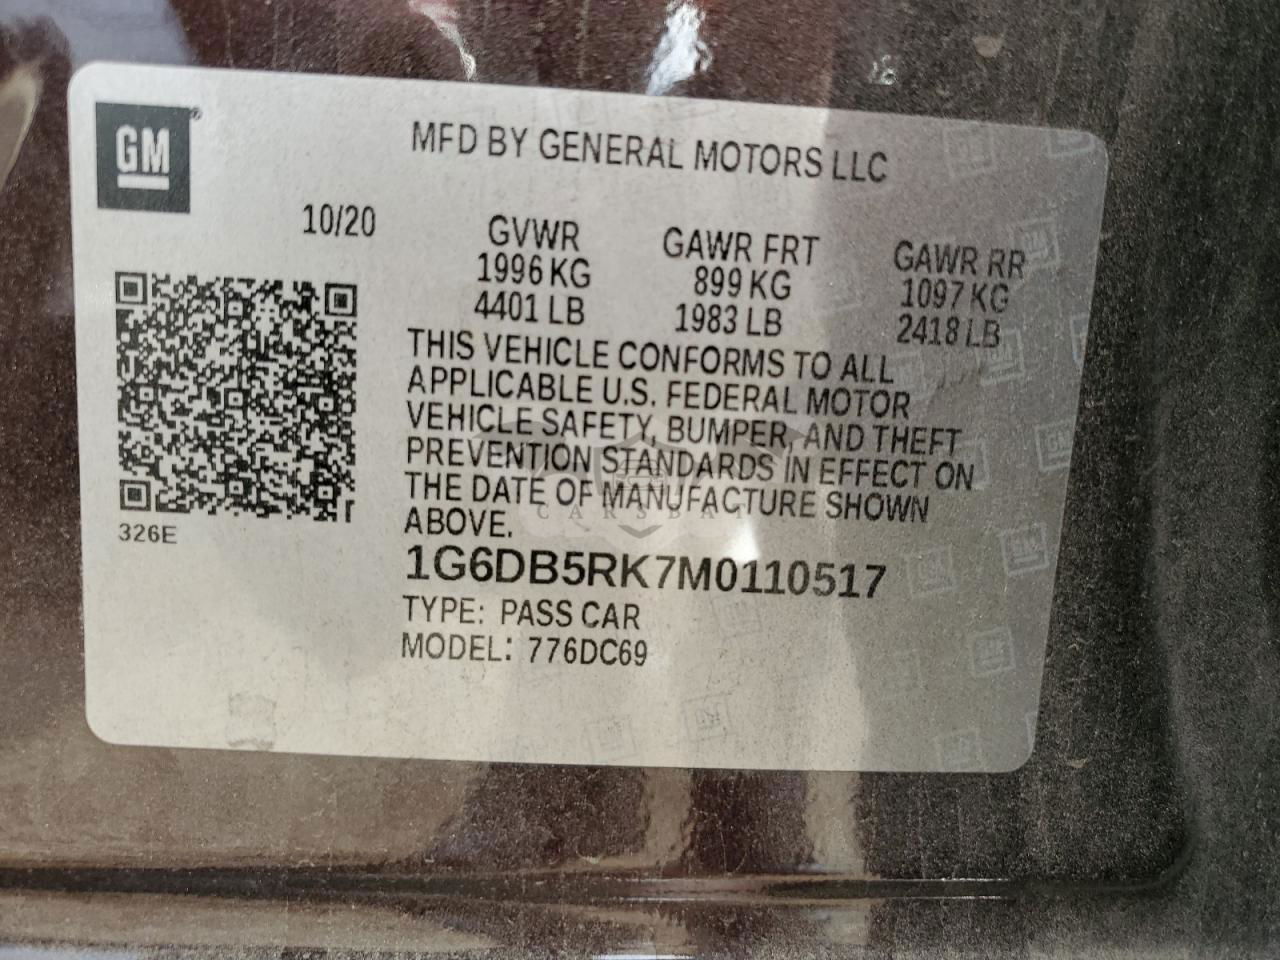 GM
MFD BY GENERAL MOTORS LLC
10/20
GVWR
1996 KG
4401 LB
GAWR FRT
899 KG
1983 LB
GAWR RR
1097 KG
2418 LB
THIS VEHICLE CONFORMS TO ALL
APPLICABLE U.S. FEDERAL MOTOR
VEHICLE SAFETY, BUMPER, AND THEFT
PREVENTION STANDARDS IN EFFECT ON
THE DATE OF MANUFACTURE SHOWN
ABOVE.
326E
1G6DB5RK7M0110517
TYPE: PASS CAR
MODEL: 776DC69